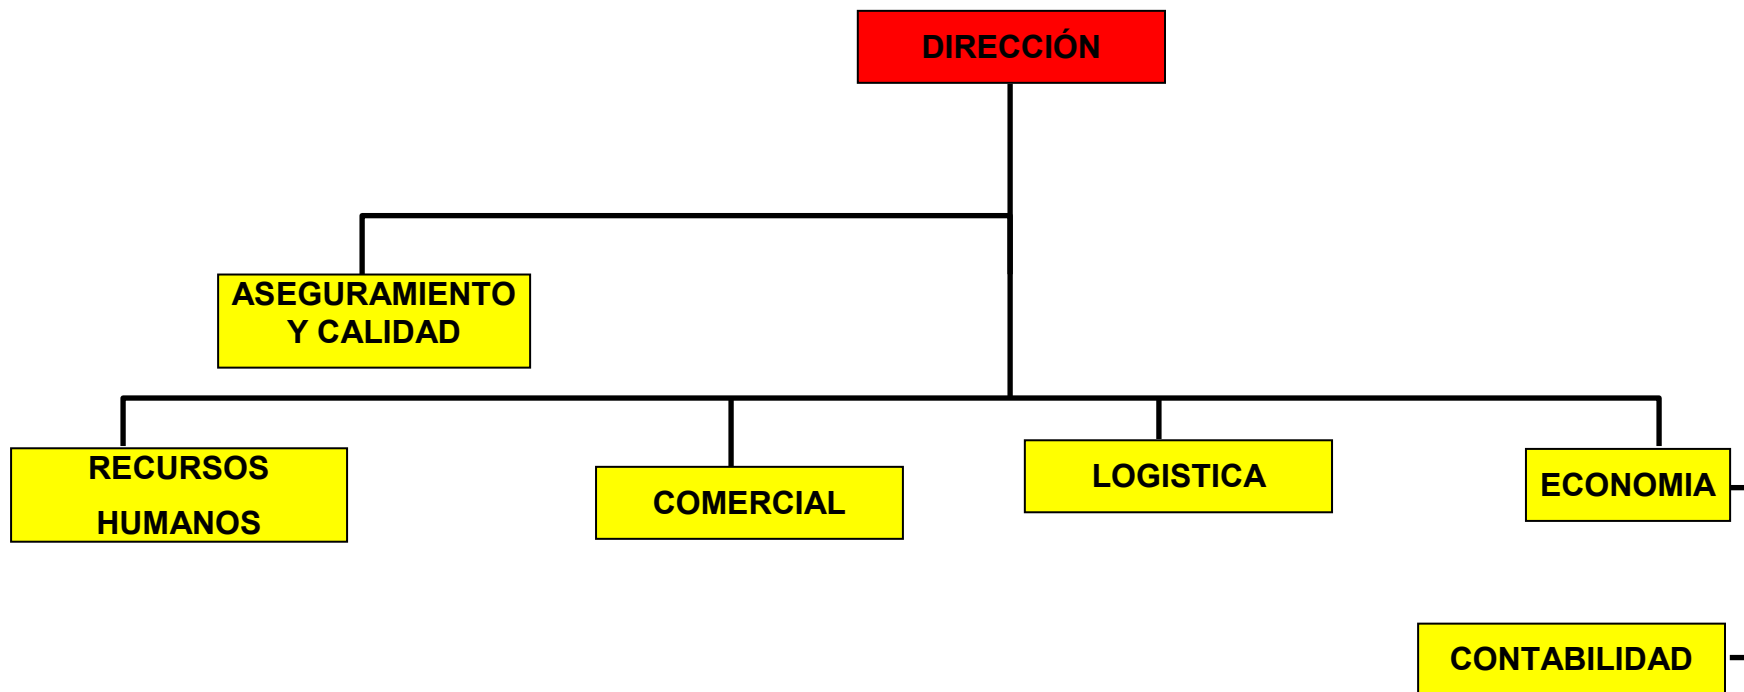 DIRECCIÓN
ASEGURAMIENTO
Y CALIDAD
RECURSOS
HUMANOS
COMERCIAL
LOGISTICA
ECONOMIA
CONTABILIDAD